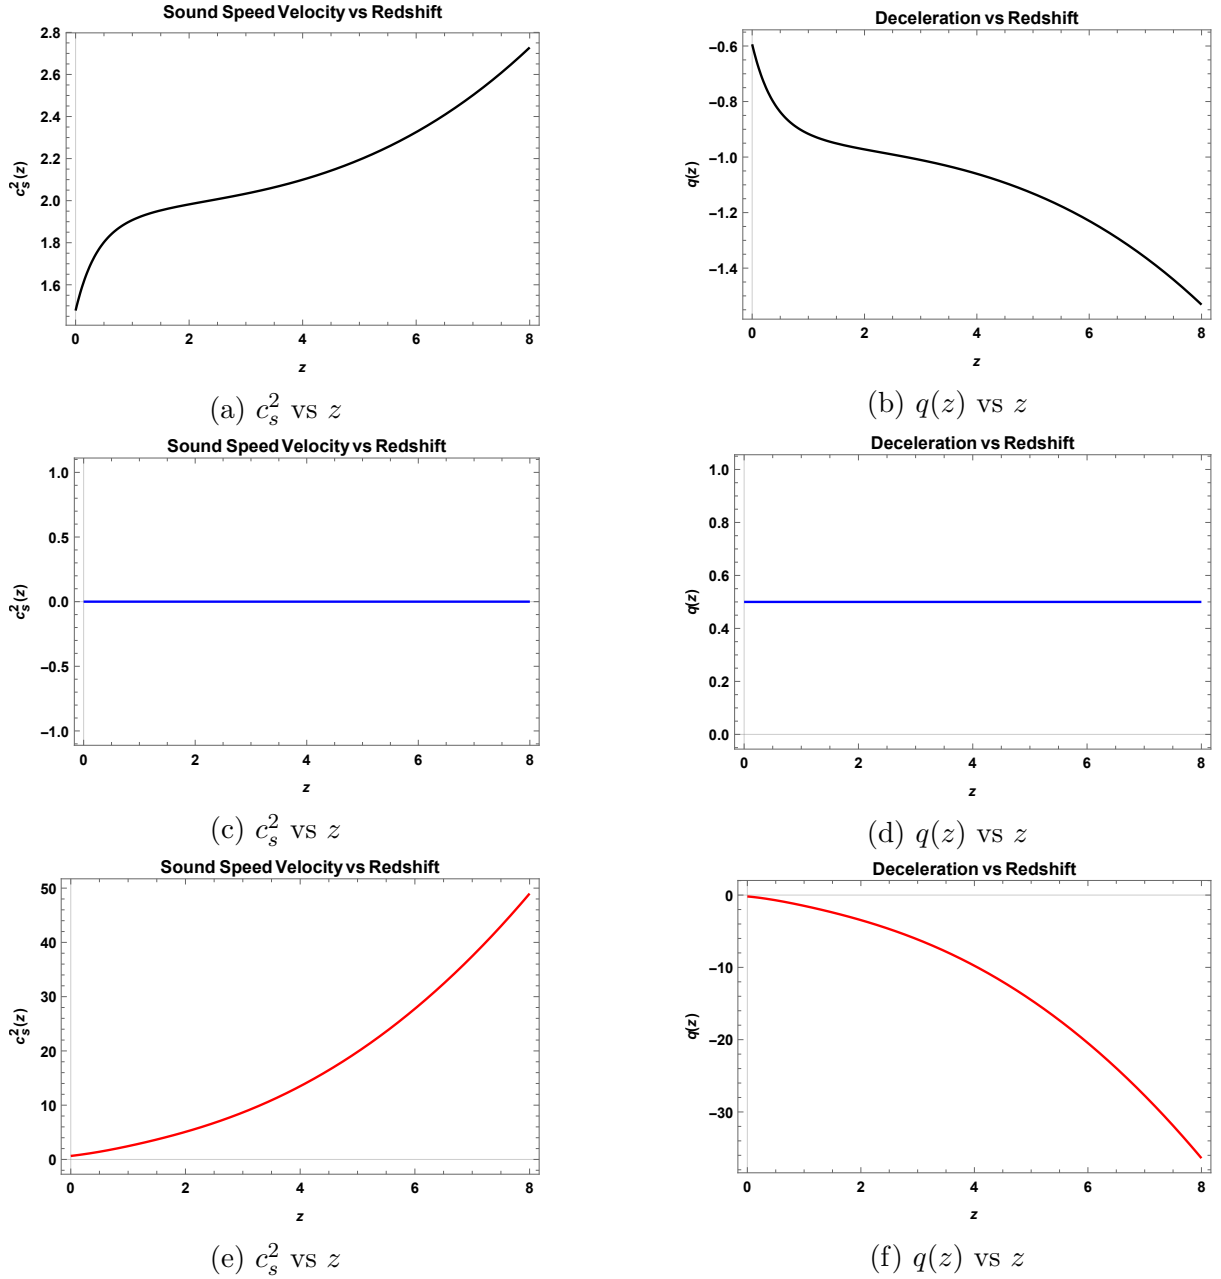 Sound Speed Velocity vs Redshift
2.8
2.6
2.4
2.2
2.0
1.8
1.6
c_s^2(z)
0 2 4 6 8
z
(a) c_s^2 vs z
Deceleration vs Redshift
−0.6
−0.8
−1.0
−1.2
−1.4
q(z)
0 2 4 6 8
z
(b) q(z) vs z
Sound Speed Velocity vs Redshift
1.0
0.5
0.0
−0.5
−1.0
c_s^2(z)
0 2 4 6 8
z
(c) c_s^2 vs z
Deceleration vs Redshift
1.0
0.8
0.6
0.4
0.2
0.0
q(z)
0 2 4 6 8
z
(d) q(z) vs z
Sound Speed Velocity vs Redshift
50
40
30
20
10
0
c_s^2(z)
0 2 4 6 8
z
(e) c_s^2 vs z
Deceleration vs Redshift
0
−10
−20
−30
q(z)
0 2 4 6 8
z
(f) q(z) vs z